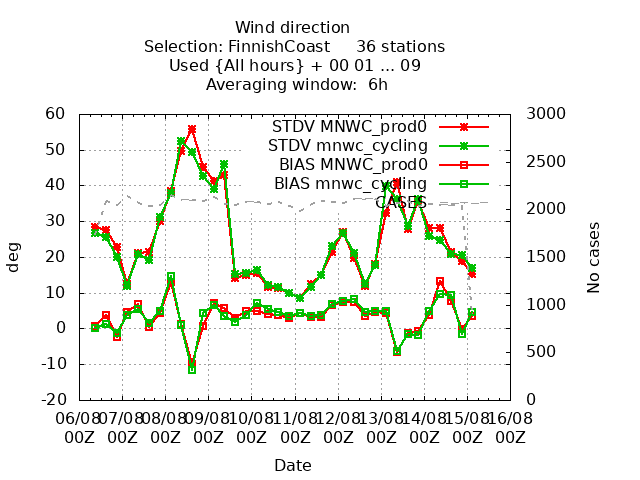 Wind direction
Selection: FinnishCoast 36 stations
Used {All hours} + 00 01 ... 09
Averaging window: 6h
60 3000
STDV MNWC_prod0
STDV mnwc_cycling
50 2500
BIAS MNWC_prod0
BIAS mnwc_cycling
40 2000
CASES
30 1500
20
10 1000
0
-10 500
-20 0
deg
No cases
06/08 07/08 08/08 09/08 10/08 11/08 12/08 13/08 14/08 15/08 16/08
00Z 00Z 00Z 00Z 00Z 00Z 00Z 00Z 00Z 00Z 00Z
Date